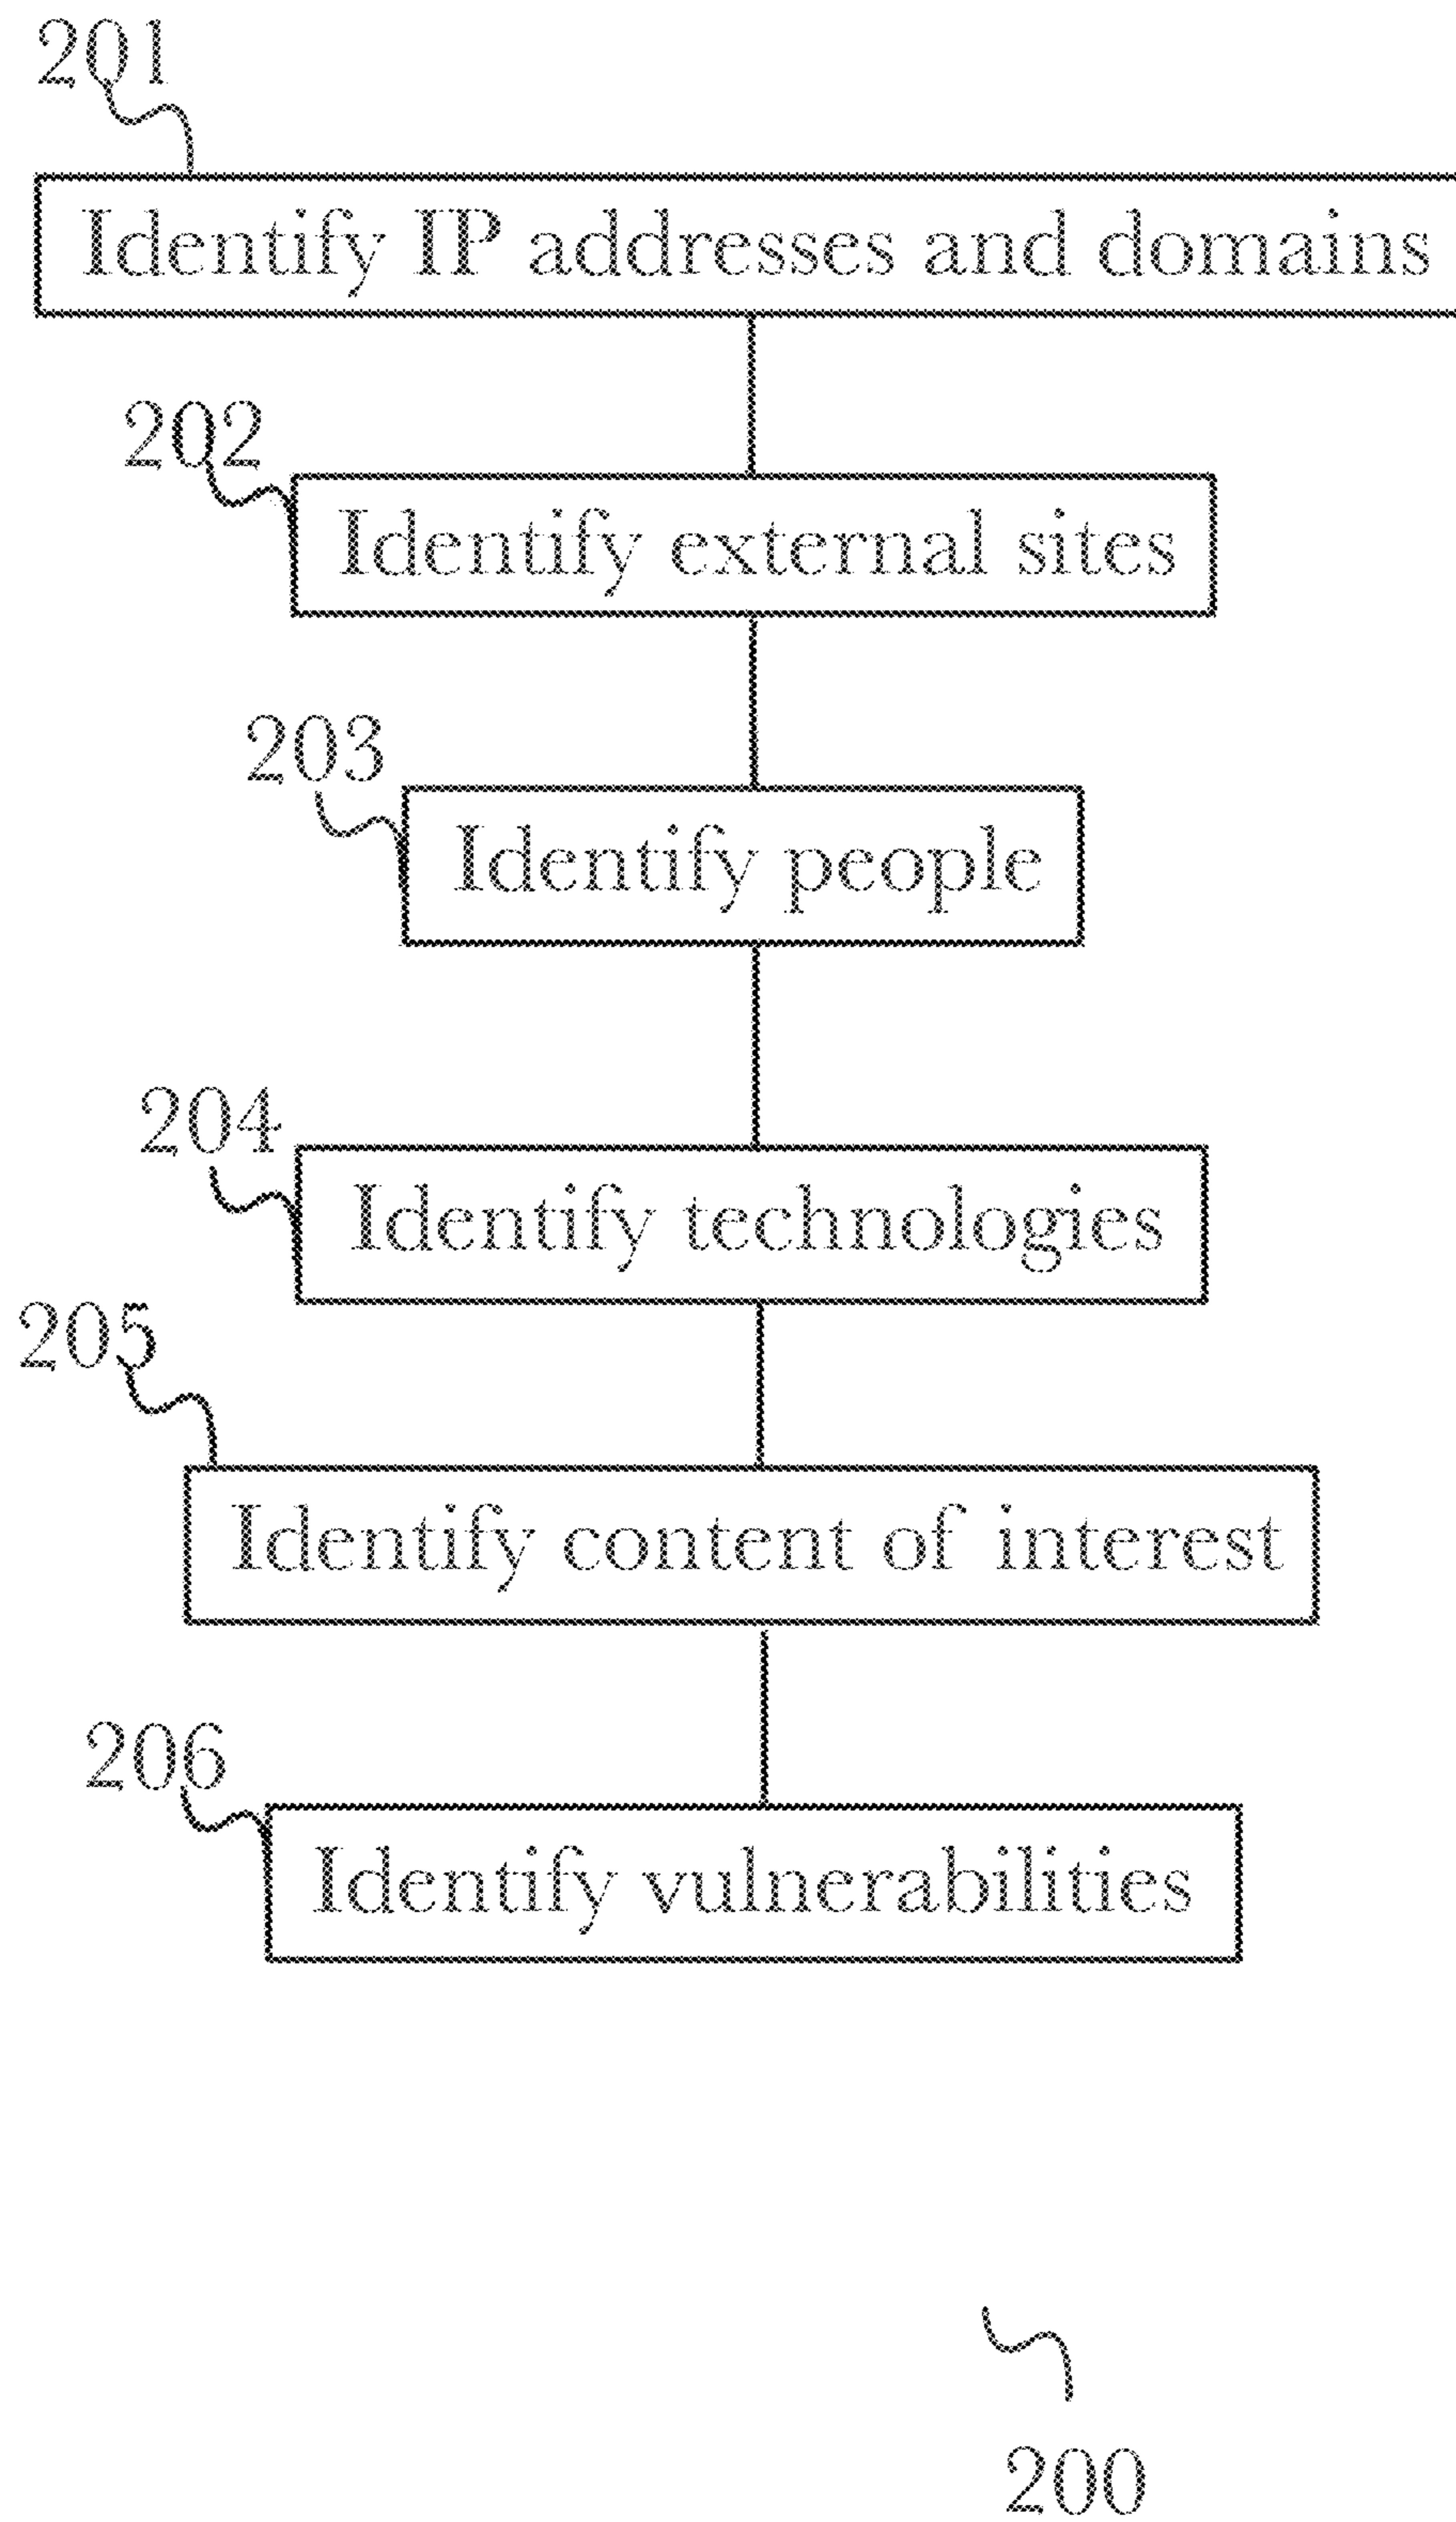 201
Identify IP addresses and domains
202
Identify external sites
203
Identify people
204
Identify technologies
205
Identify content of interest
206
Identify vulnerabilities
200